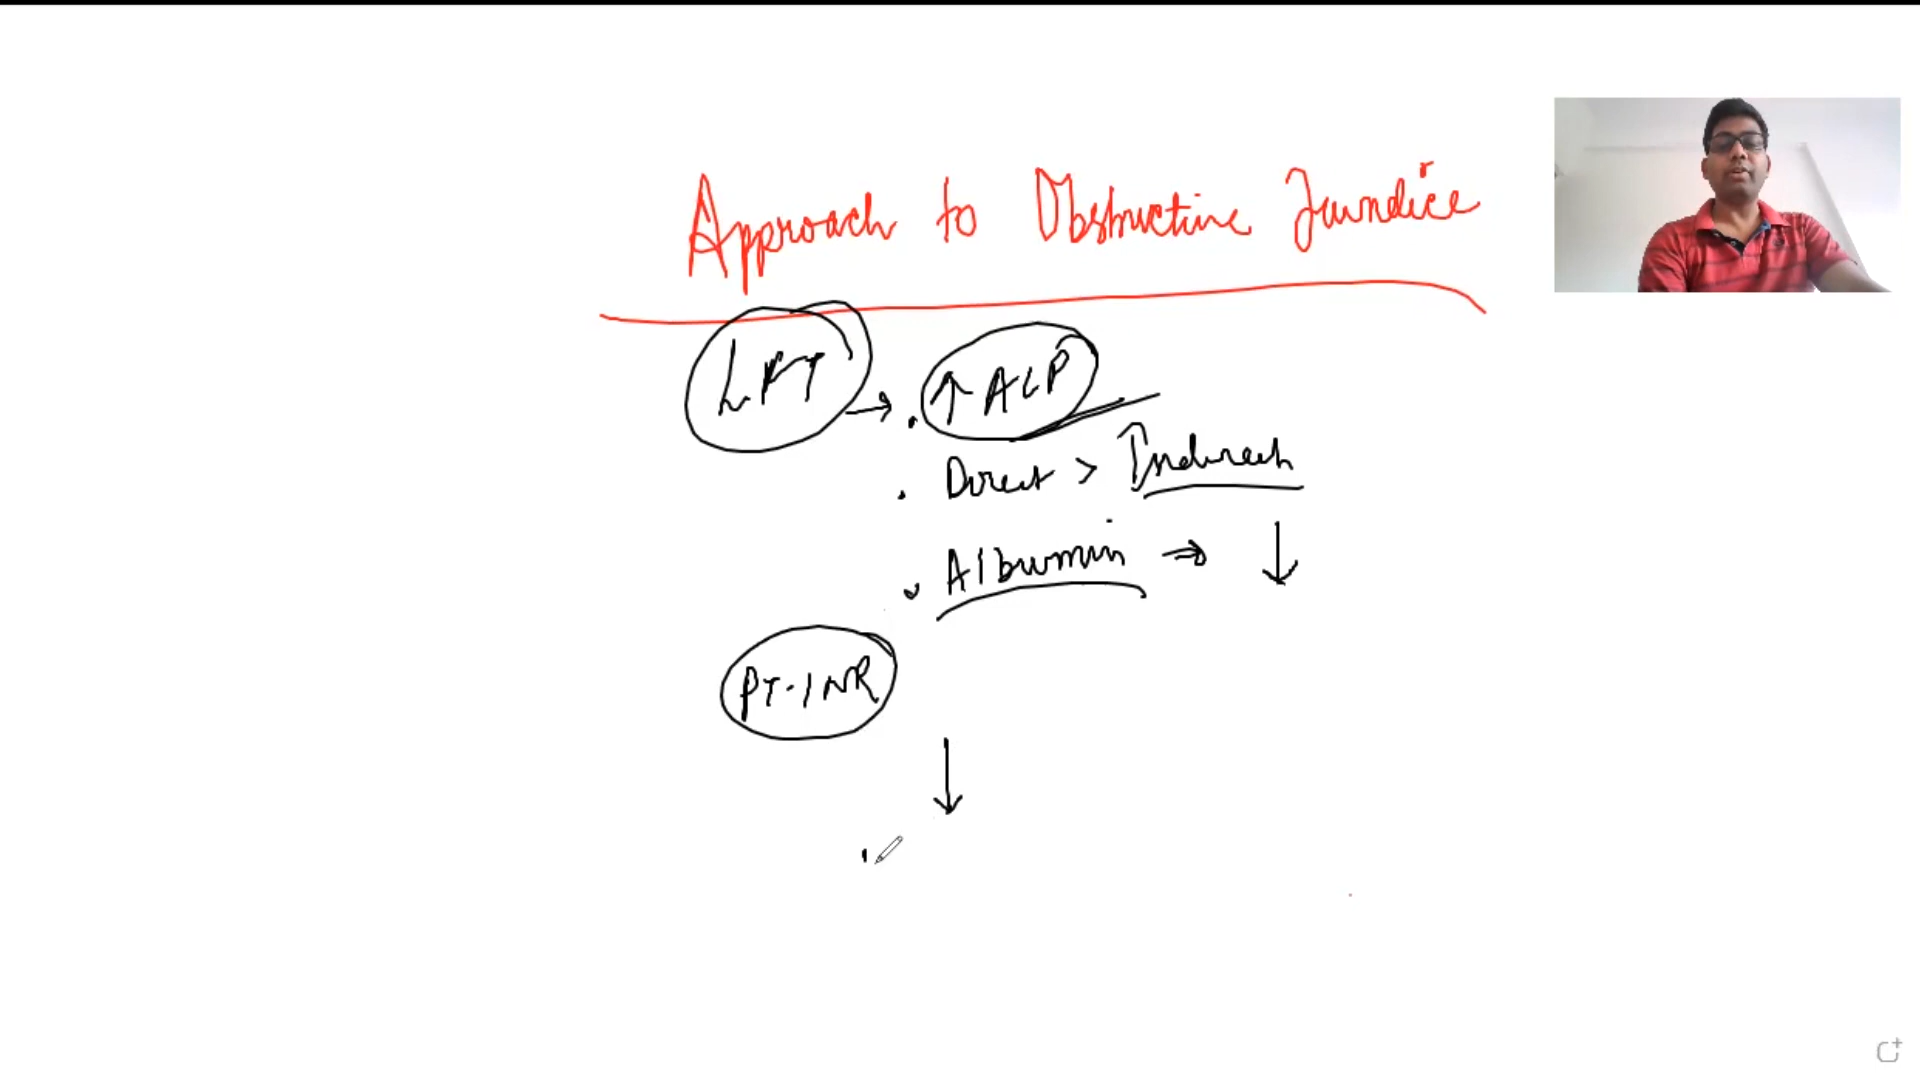 Approach to Obstructive Jaundice
LFT → . ↑ ALP
. Direct > Indirect
. Albumin ⇒ ↓
PT-INR
↓